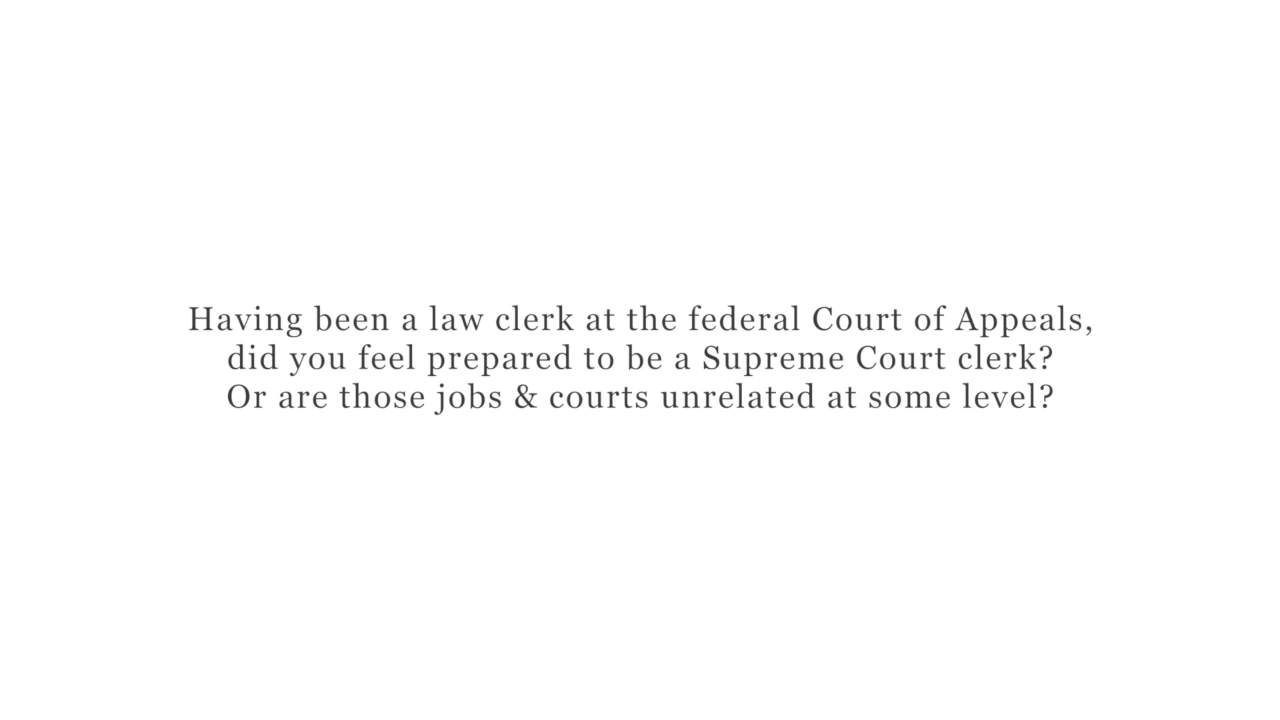 Having been a law clerk at the federal Court of Appeals,
did you feel prepared to be a Supreme Court clerk?
Or are those jobs & courts unrelated at some level?